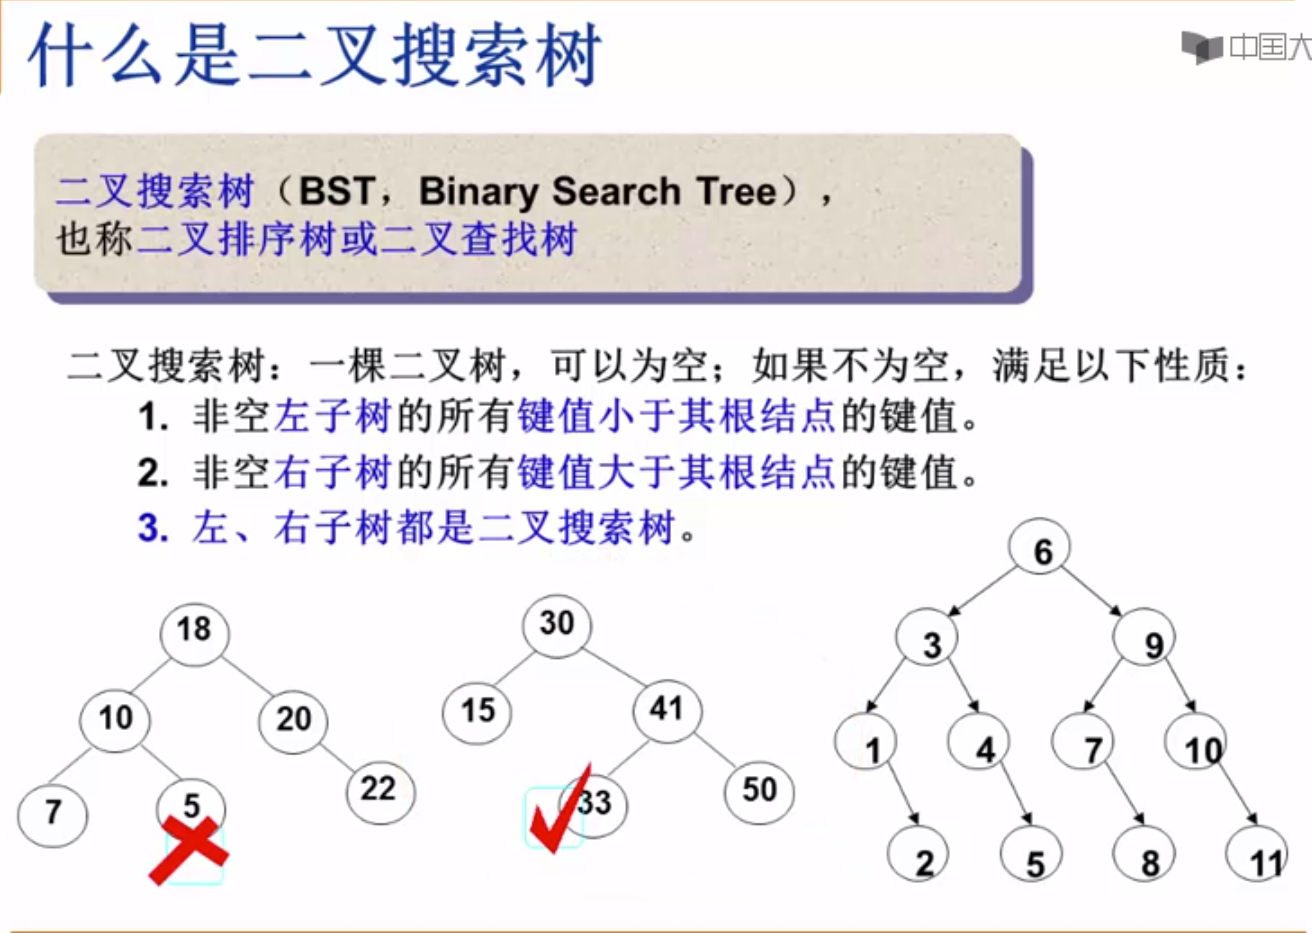 什么是二叉搜索树
中国大
二叉搜索树（BST，Binary Search Tree），
也称二叉排序树或二叉查找树
二叉搜索树：一棵二叉树，可以为空；如果不为空，满足以下性质：
1. 非空左子树的所有键值小于其根结点的键值。
2. 非空右子树的所有键值大于其根结点的键值。
3. 左、右子树都是二叉搜索树。
18
10
20
7
5
22
30
15
41
33
50
6
3
9
1
4
7
10
2
5
8
11